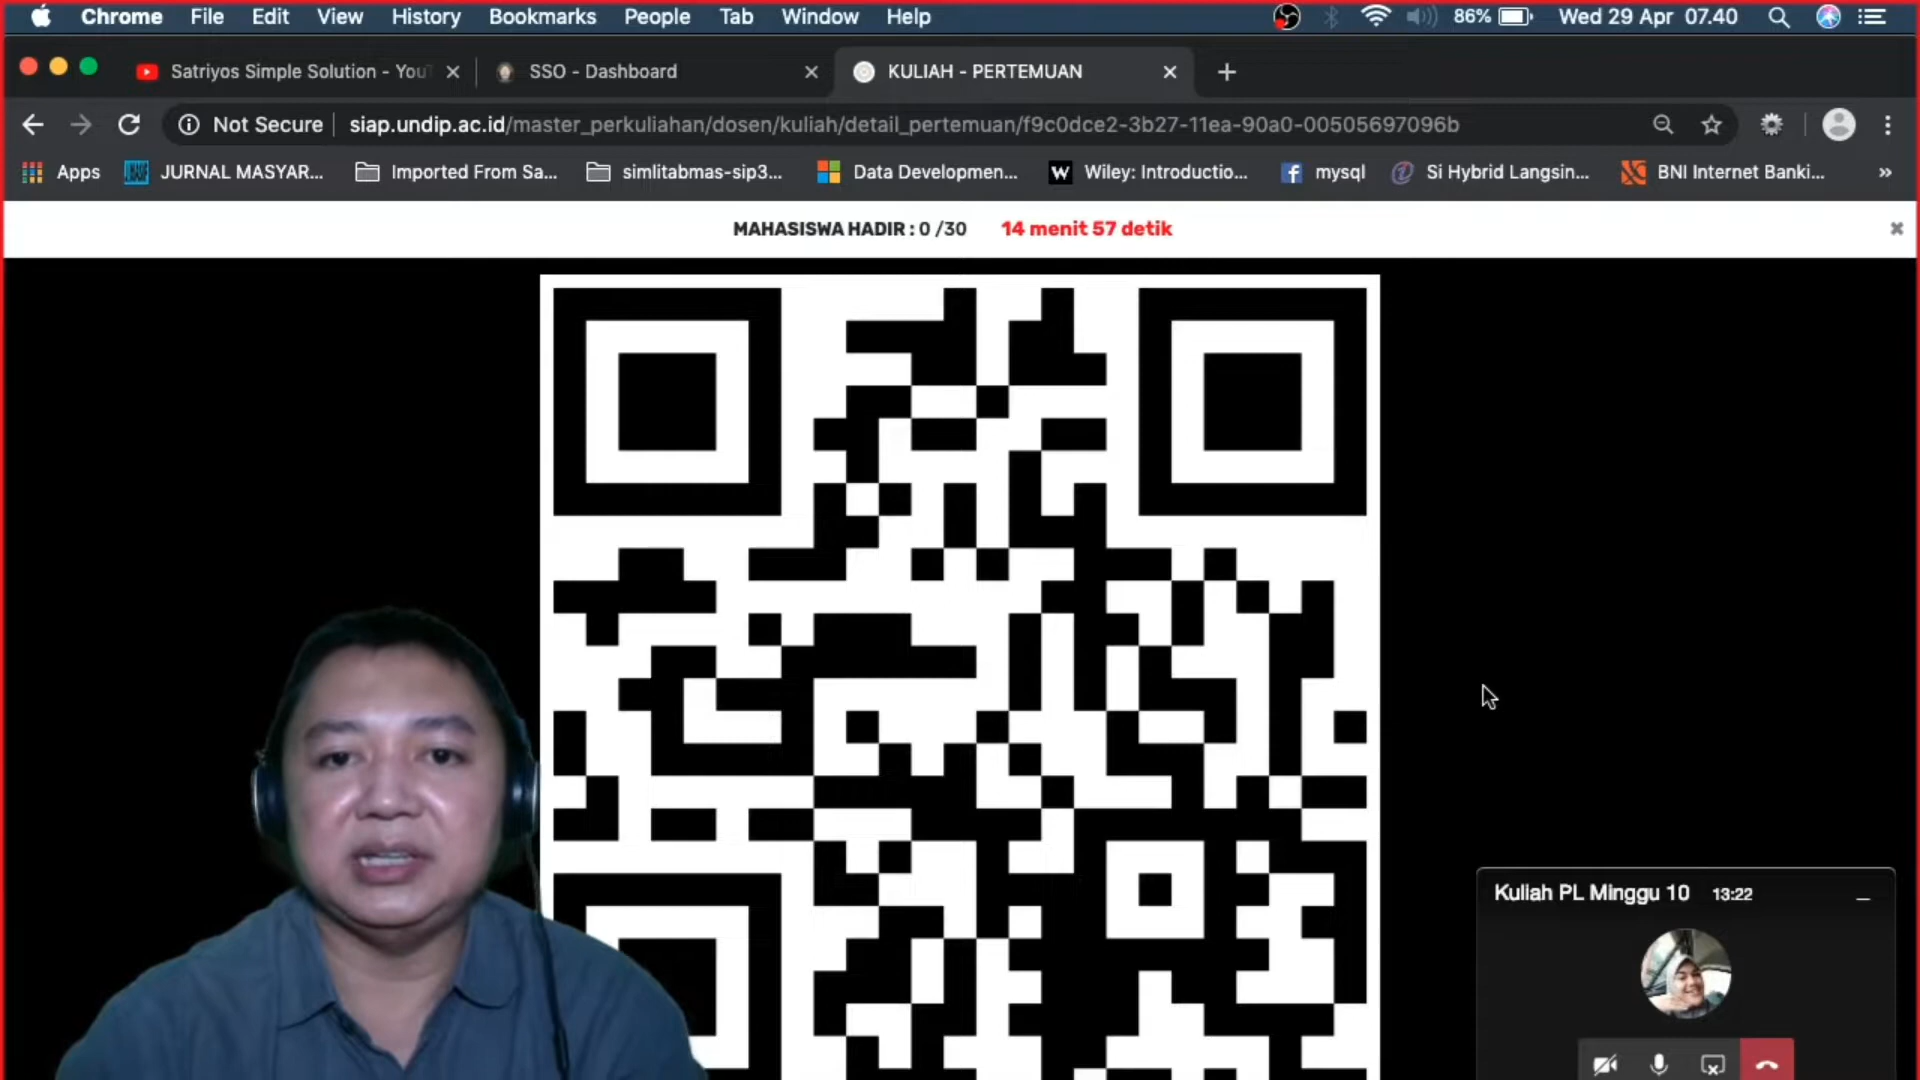 Chrome File Edit View History Bookmarks People Tab Window Help 86% Wed 29 Apr 07.40
Satriyos Simple Solution - You SSO - Dashboard KULIAH - PERTEMUAN
Not Secure siap.undip.ac.id/master_perkuliahan/dosen/kuliah/detail_pertemuan/f9c0dce2-3b27-11ea-90a0-00505697096b
Apps JURNAL MASYAR... Imported From Sa... simlitabmas-sip3... Data Developmen... Wiley: Introductio... mysql Si Hybrid Langsin... BNI Internet Banki... »
MAHASISWA HADIR : 0 /30 14 menit 57 detik
Kuliah PL Minggu 10 13:22